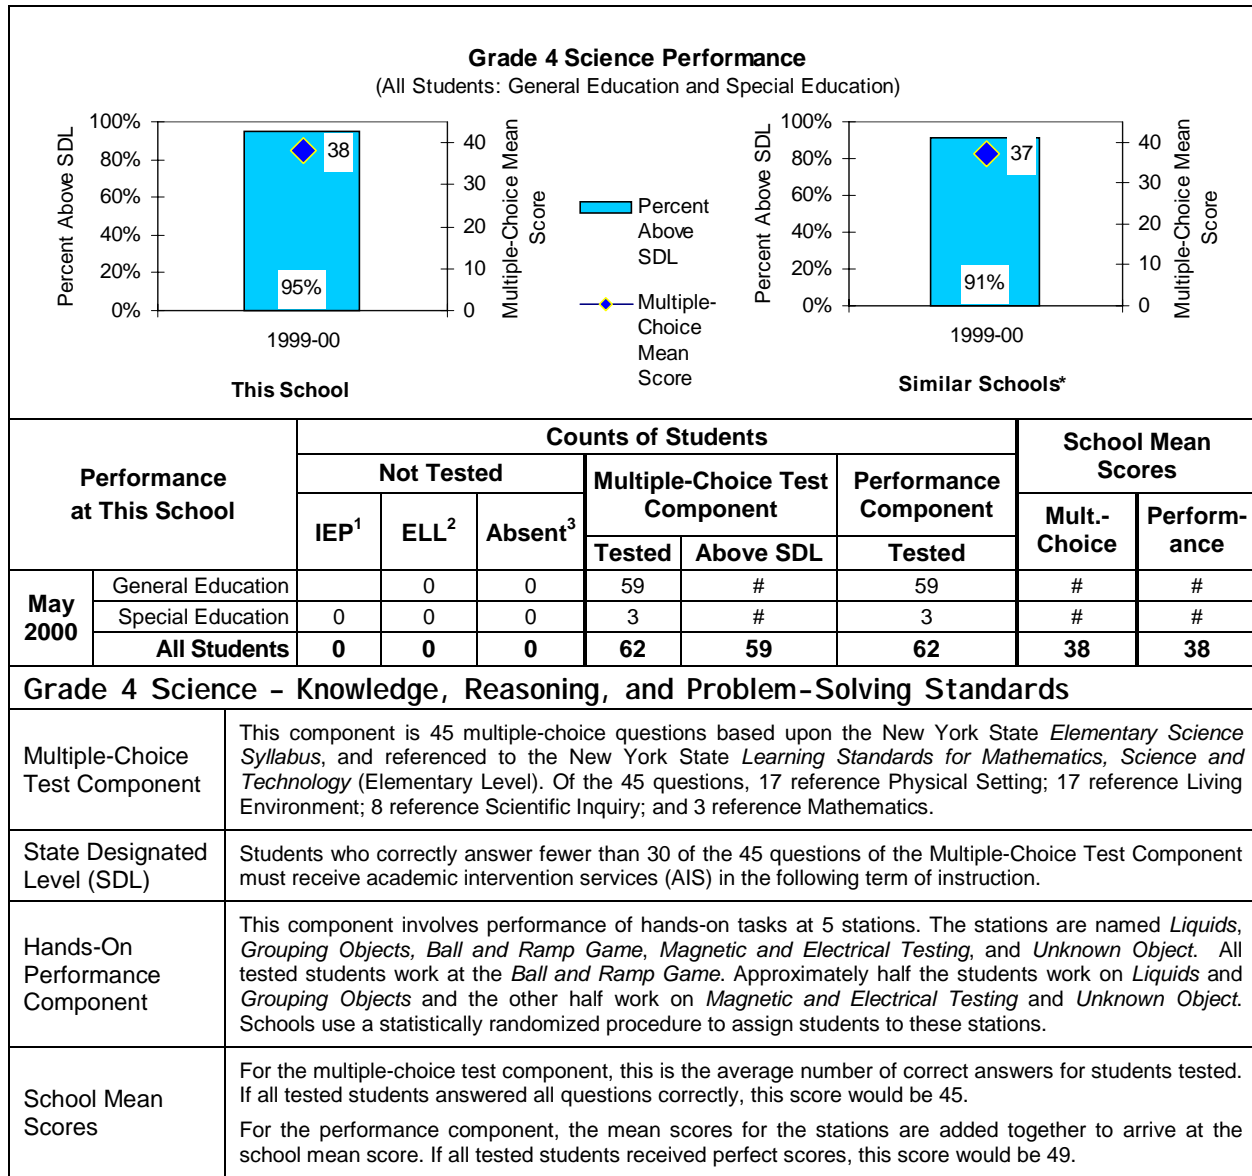 Grade 4 Science Performance
(All Students: General Education and Special Education)
Percent Above SDL
100%
80%
60%
40%
20%
0%
38
95%
1999-00
40
30
20
10
0
Multiple-Choice Mean
Score
This School
Percent
Above
SDL
Multiple-
Choice
Mean
Score
Percent Above SDL
100%
80%
60%
40%
20%
0%
37
91%
1999-00
40
30
20
10
0
Multiple-Choice Mean
Score
Similar Schools*
Performance
at This School
Counts of Students
School Mean
Scores
Not Tested
Multiple-Choice Test
Component
Performance
Component
IEP1
ELL2
Absent3
Tested
Above SDL
Tested
Mult.-
Choice
Perform-
ance
May
2000
General Education 0 0 59 # 59 # #
Special Education 0 0 0 3 # 3 # #
All Students 0 0 0 62 59 62 38 38
Grade 4 Science – Knowledge, Reasoning, and Problem-Solving Standards
Multiple-Choice
Test Component
This component is 45 multiple-choice questions based upon the New York State Elementary Science
Syllabus, and referenced to the New York State Learning Standards for Mathematics, Science and
Technology (Elementary Level). Of the 45 questions, 17 reference Physical Setting; 17 reference Living
Environment; 8 reference Scientific Inquiry; and 3 reference Mathematics.
State Designated
Level (SDL)
Students who correctly answer fewer than 30 of the 45 questions of the Multiple-Choice Test Component
must receive academic intervention services (AIS) in the following term of instruction.
Hands-On
Performance
Component
This component involves performance of hands-on tasks at 5 stations. The stations are named Liquids,
Grouping Objects, Ball and Ramp Game, Magnetic and Electrical Testing, and Unknown Object. All
tested students work at the Ball and Ramp Game. Approximately half the students work on Liquids and
Grouping Objects and the other half work on Magnetic and Electrical Testing and Unknown Object.
Schools use a statistically randomized procedure to assign students to these stations.
School Mean
Scores
For the multiple-choice test component, this is the average number of correct answers for students tested.
If all tested students answered all questions correctly, this score would be 45.
For the performance component, the mean scores for the stations are added together to arrive at the
school mean score. If all tested students received perfect scores, this score would be 49.